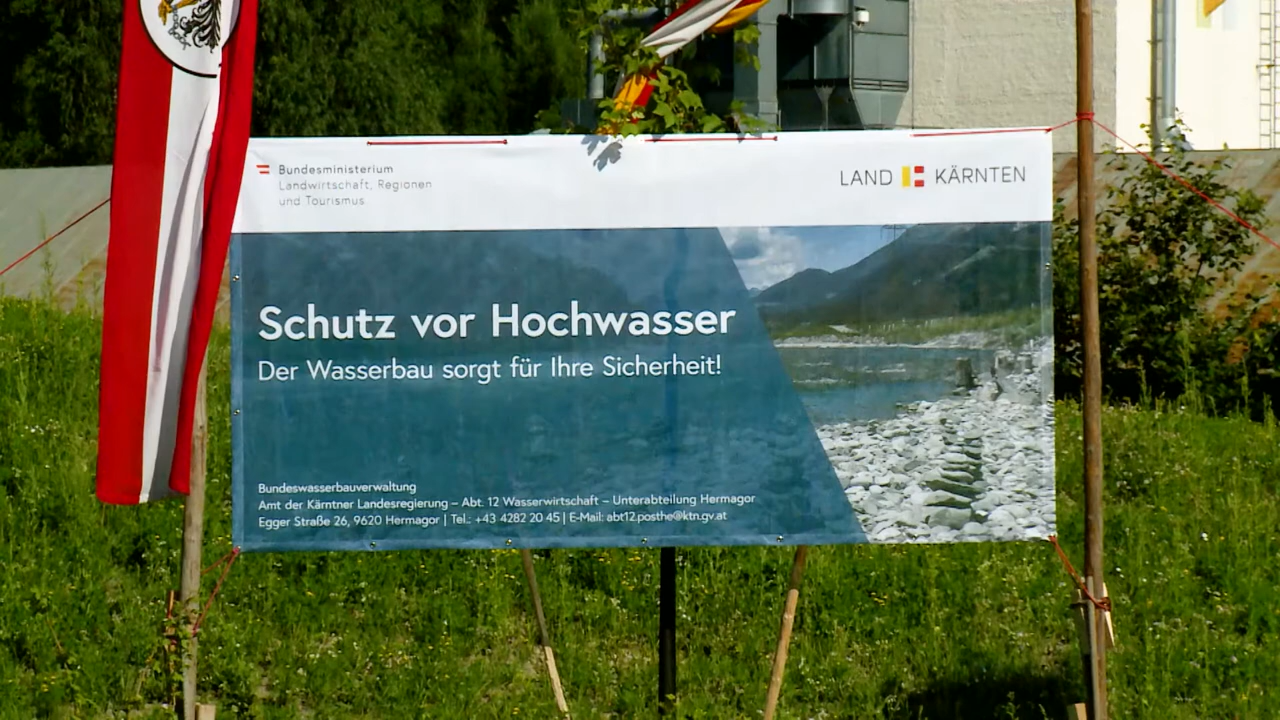 Bundesministerium
Landwirtschaft, Regionen
und Tourismus
LAND KÄRNTEN
Schutz vor Hochwasser
Der Wasserbau sorgt für Ihre Sicherheit!
Bundeswasserbauverwaltung
Amt der Kärntner Landesregierung – Abt. 12 Wasserwirtschaft – Unterabteilung Hermagor
Egger Straße 26, 9620 Hermagor | Tel.: +43 4282 20 45 | E-Mail: abt12.posthe@ktn.gv.at